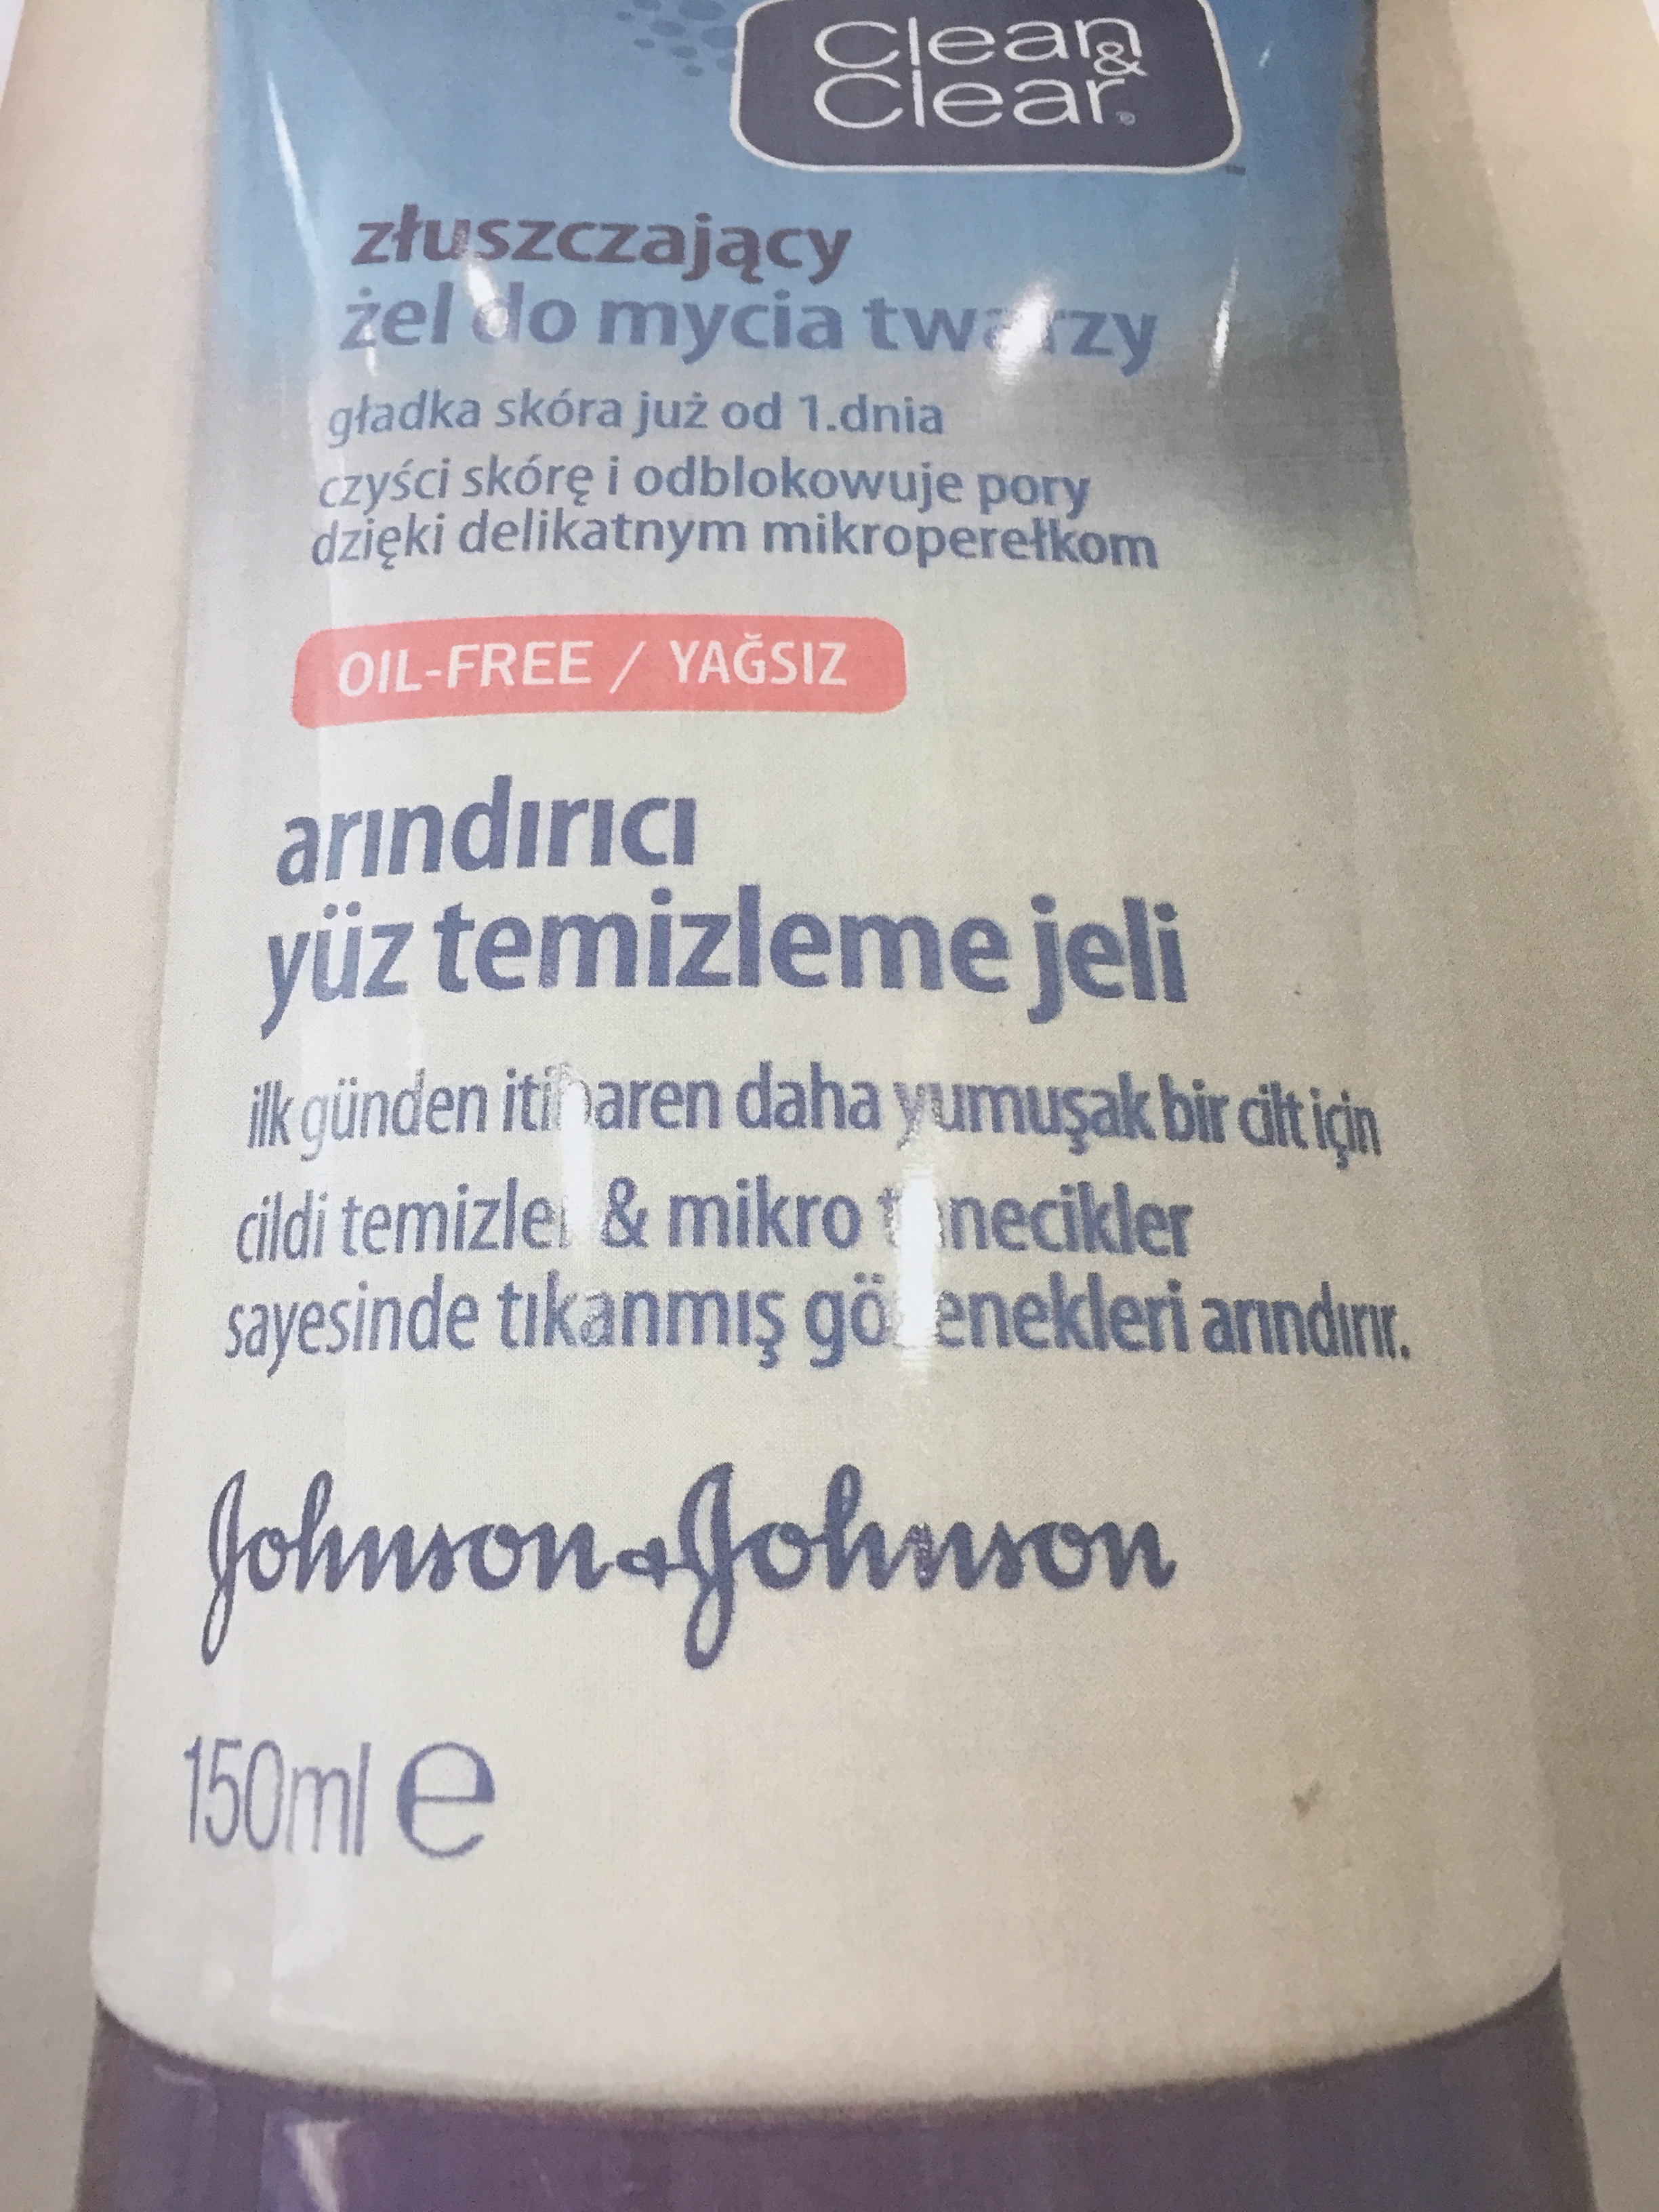 Clean &
Clear®
™
złuszczający
żel do mycia twarzy
gładka skóra już od 1.dnia
czyści skórę i odblokowuje pory
dzięki delikatnym mikroperełkom
OIL-FREE / YAĞSIZ
arındırıcı
yüz temizleme jeli
ilk günden itibaren daha yumuşak bir cilt için
cildi temizler & mikro tanecikler
sayesinde tıkanmış gözenekleri arındırır.
Johnson & Johnson
150ml e